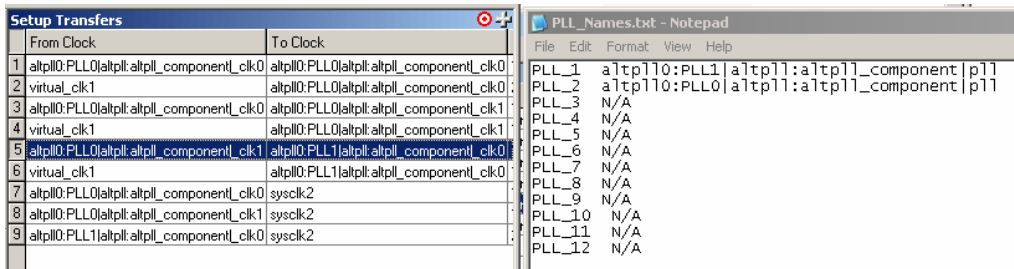 Setup Transfers
From Clock To Clock
1 altpll0:PLL0|altpll:altpll_component|_clk0 altpll0:PLL0|altpll:altpll_component|_clk0
2 virtual_clk1 altpll0:PLL0|altpll:altpll_component|_clk0
3 altpll0:PLL0|altpll:altpll_component|_clk0 altpll0:PLL0|altpll:altpll_component|_clk1
4 virtual_clk1 altpll0:PLL0|altpll:altpll_component|_clk1
5 altpll0:PLL0|altpll:altpll_component|_clk1 altpll0:PLL1|altpll:altpll_component|_clk0
6 virtual_clk1 altpll0:PLL1|altpll:altpll_component|_clk0
7 altpll0:PLL0|altpll:altpll_component|_clk0 sysclk2
8 altpll0:PLL0|altpll:altpll_component|_clk1 sysclk2
9 altpll0:PLL1|altpll:altpll_component|_clk0 sysclk2
PLL_Names.txt - Notepad
File Edit Format View Help
PLL_1 altpll0:PLL1|altpll:altpll_component|pll
PLL_2 altpll0:PLL0|altpll:altpll_component|pll
PLL_3 N/A
PLL_4 N/A
PLL_5 N/A
PLL_6 N/A
PLL_7 N/A
PLL_8 N/A
PLL_9 N/A
PLL_10 N/A
PLL_11 N/A
PLL_12 N/A